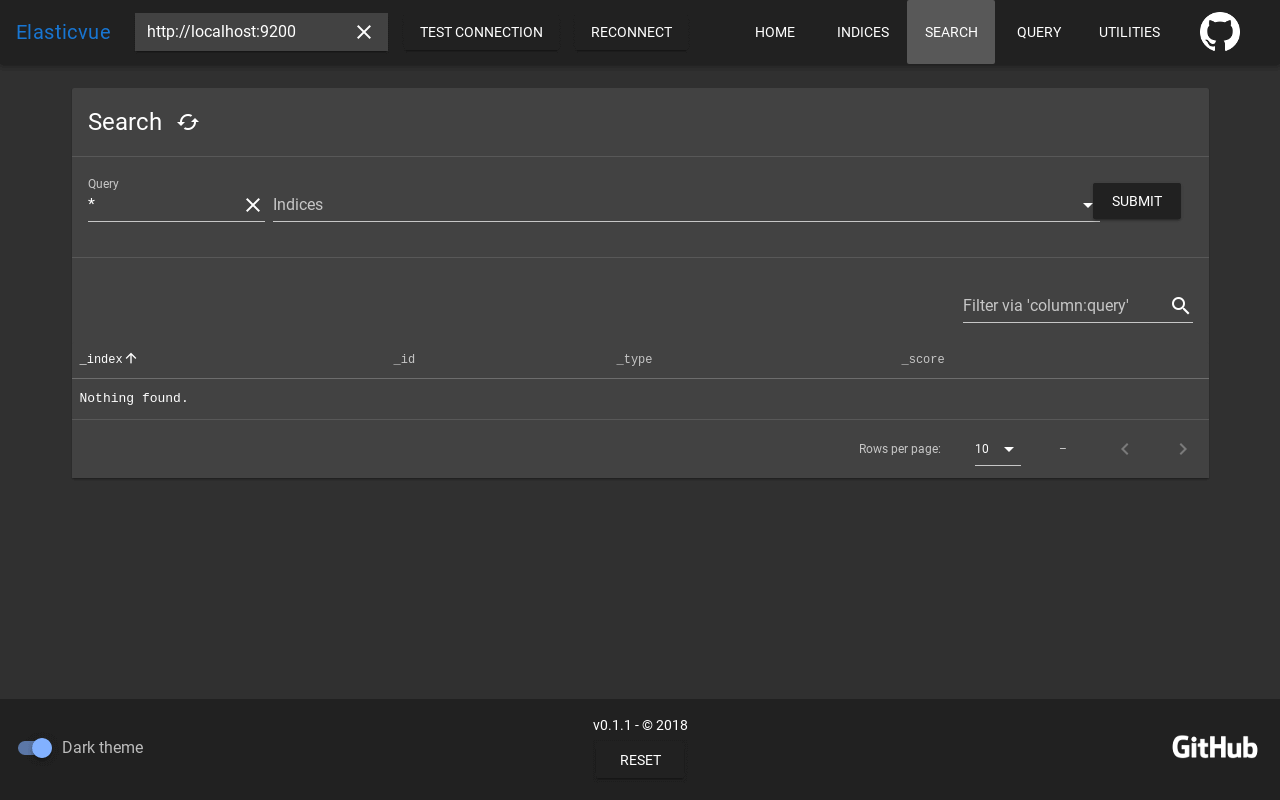 Elasticvue
http://localhost:9200
TEST CONNECTION
RECONNECT
HOME
INDICES
SEARCH
QUERY
UTILITIES
Search
Query
*
Indices
SUBMIT
Filter via 'column:query'
_index
_id
_type
_score
Nothing found.
Rows per page:
10
–
Dark theme
v0.1.1 - © 2018
RESET
GitHub